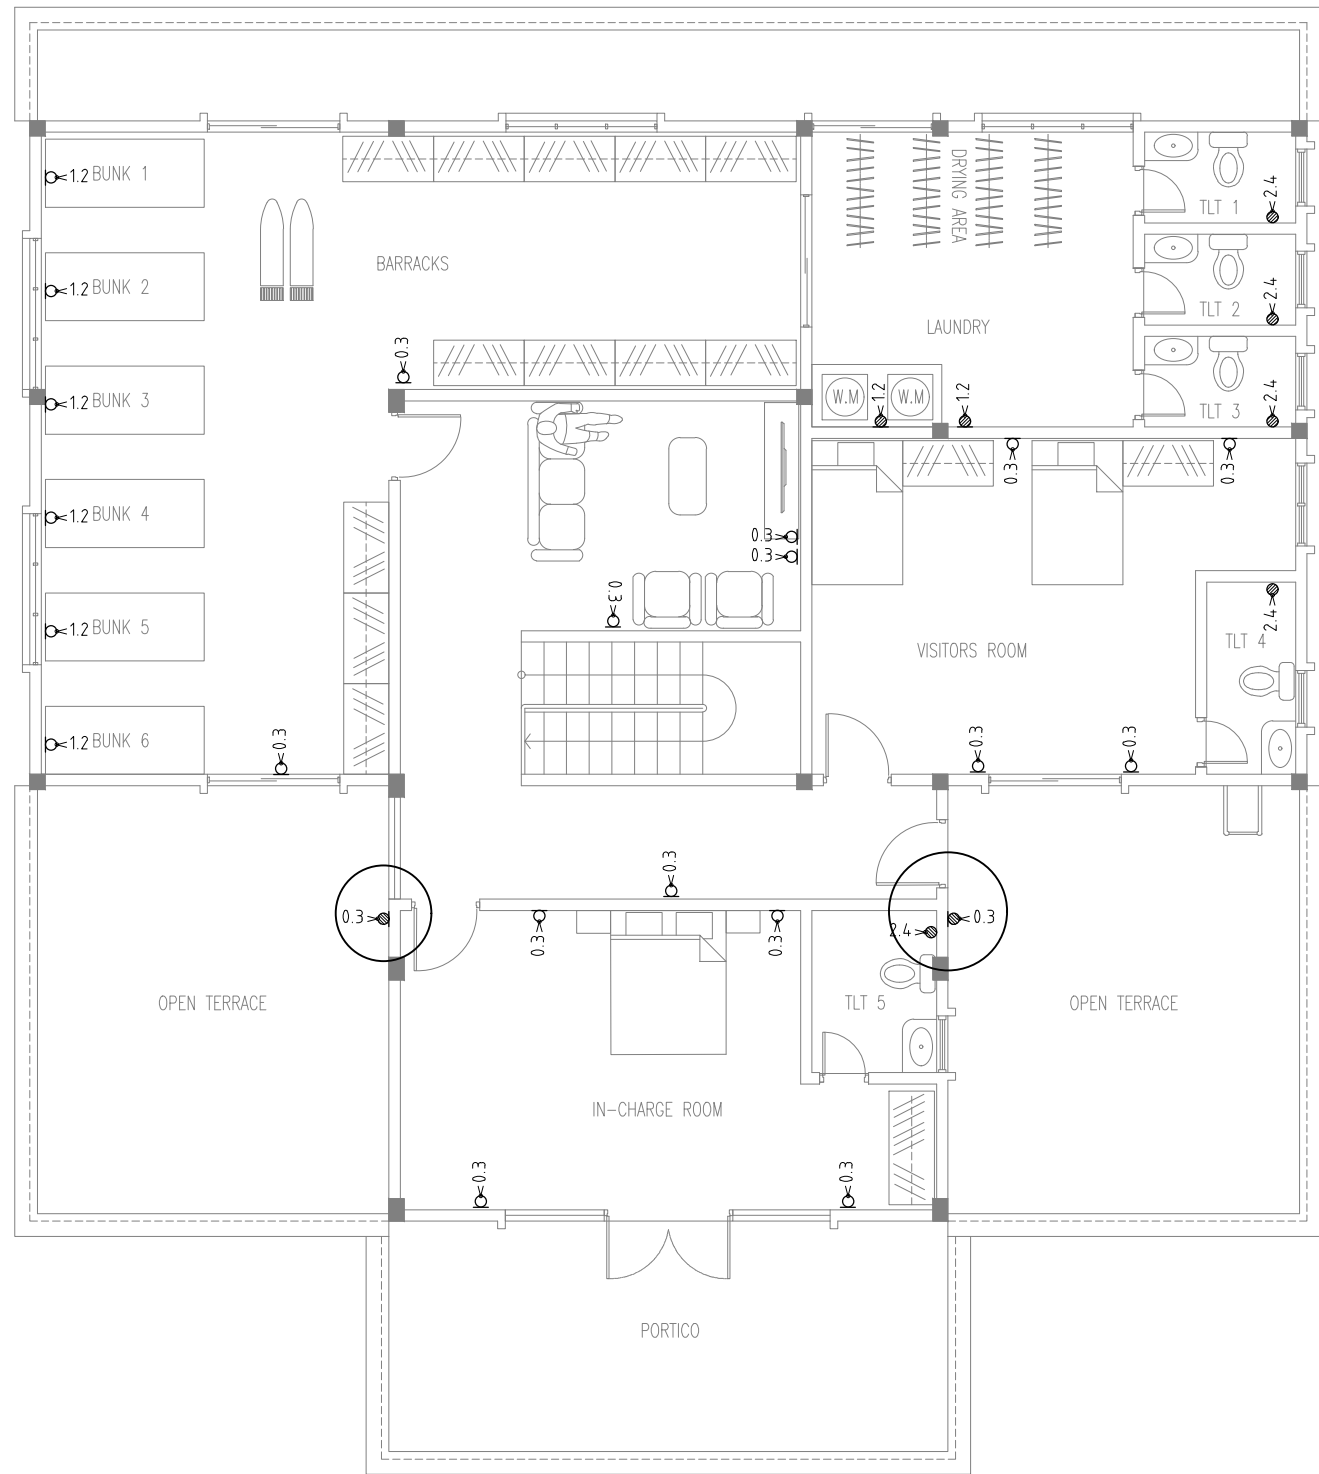 1.2 BUNK 1
DRYING AREA
TLT 1
2.4
BARRACKS
1.2 BUNK 2
TLT 2
2.4
LAUNDRY
0.3
1.2 BUNK 3
W.M
1.2
W.M
1.2
TLT 3
2.4
0.3
0.3
1.2 BUNK 4
0.3
0.3
0.3
1.2 BUNK 5
2.4
TLT 4
VISITORS ROOM
1.2 BUNK 6
0.3
0.3
0.3
0.3
0.3
0.3
0.3
0.3
2.4
OPEN TERRACE
TLT 5
OPEN TERRACE
IN-CHARGE ROOM
0.3
0.3
PORTICO